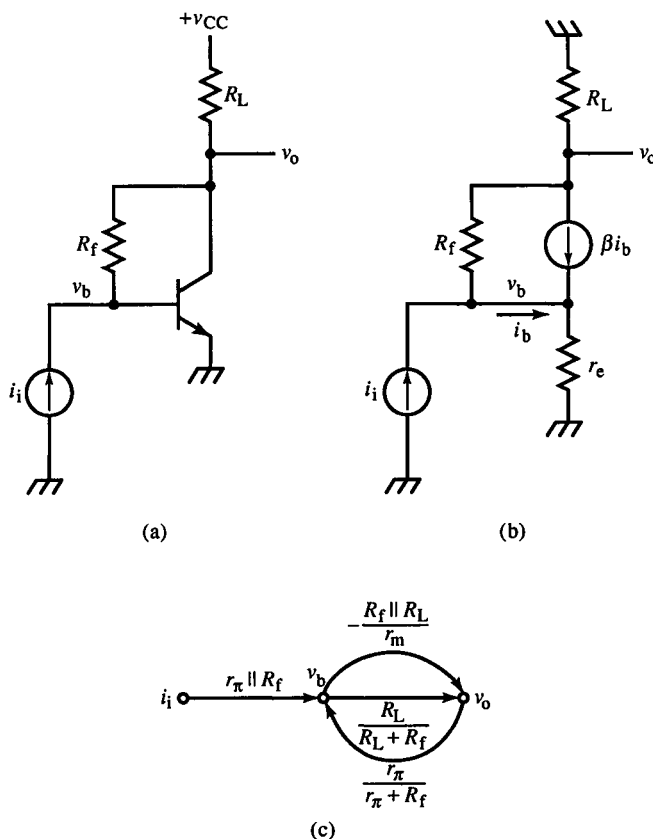 +v_CC
R_L
v_o
R_f
v_b
i_i
(a)
R_L
v_o
R_f
βi_b
v_b
i_b
r_e
i_i
(b)
-(R_f || R_L)/r_m
i_i
r_π || R_f
v_b
v_o
R_L/(R_L + R_f)
r_π/(r_π + R_f)
(c)